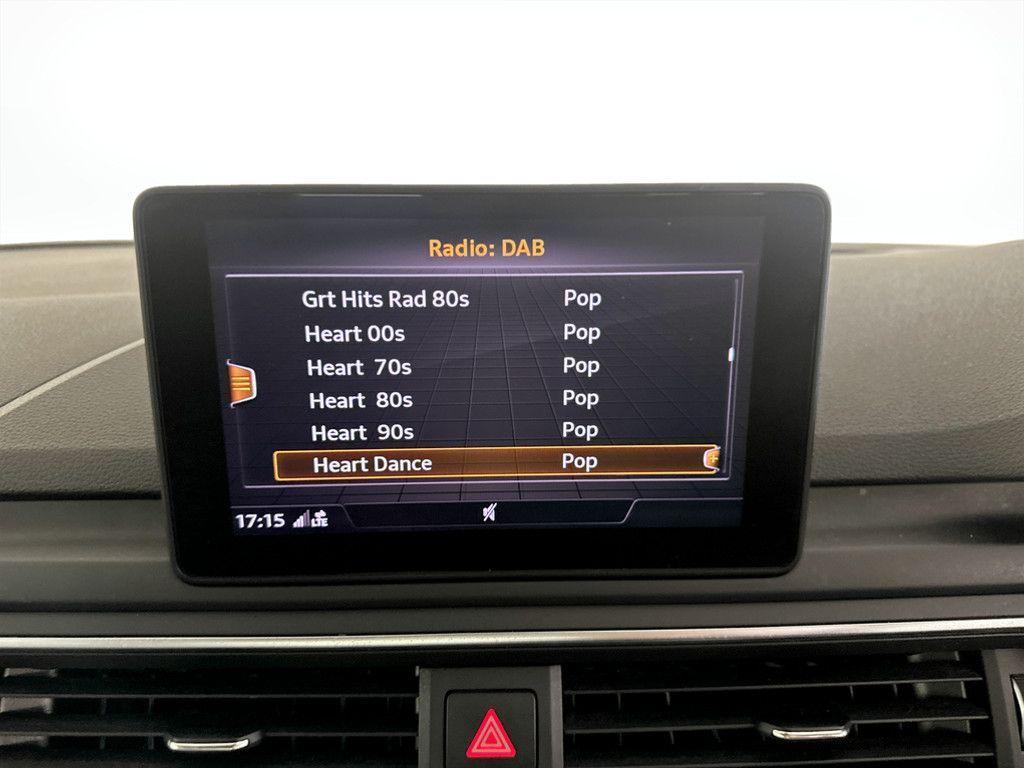 Radio: DAB
Grt Hits Rad 80s Pop
Heart 00s Pop
Heart 70s Pop
Heart 80s Pop
Heart 90s Pop
Heart Dance Pop
17:15 LTE